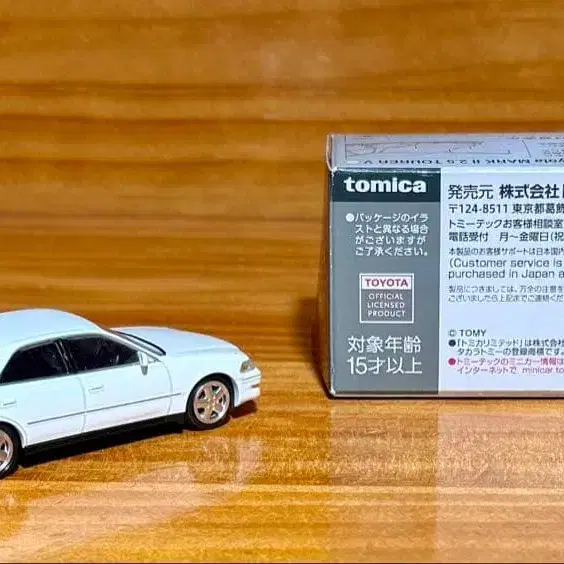 Toyota MARK II 2.5 TOURER V
tomica
●パッケージのイラ
ストと異なる場合
がございますが
ご了承ください。
TOYOTA
OFFICIAL
LICENSED
PRODUCT
対象年齢
15才以上
発売元 株式会社
〒124-8511 東京都葛飾
トミーテックお客様相談室
電話受付 月〜金曜日(祝
本製品のお客様サポートは日本国内
(Customer service is
purchased in Japan a
製品につきましては、万全の注意を
ございましたら上記までご連絡くだ
© TOMY
●「トミカリミテッド」は株式会社
タカラトミーの登録商標です。
●トミーテックのミニカー情報は
インターネットで minicar.to